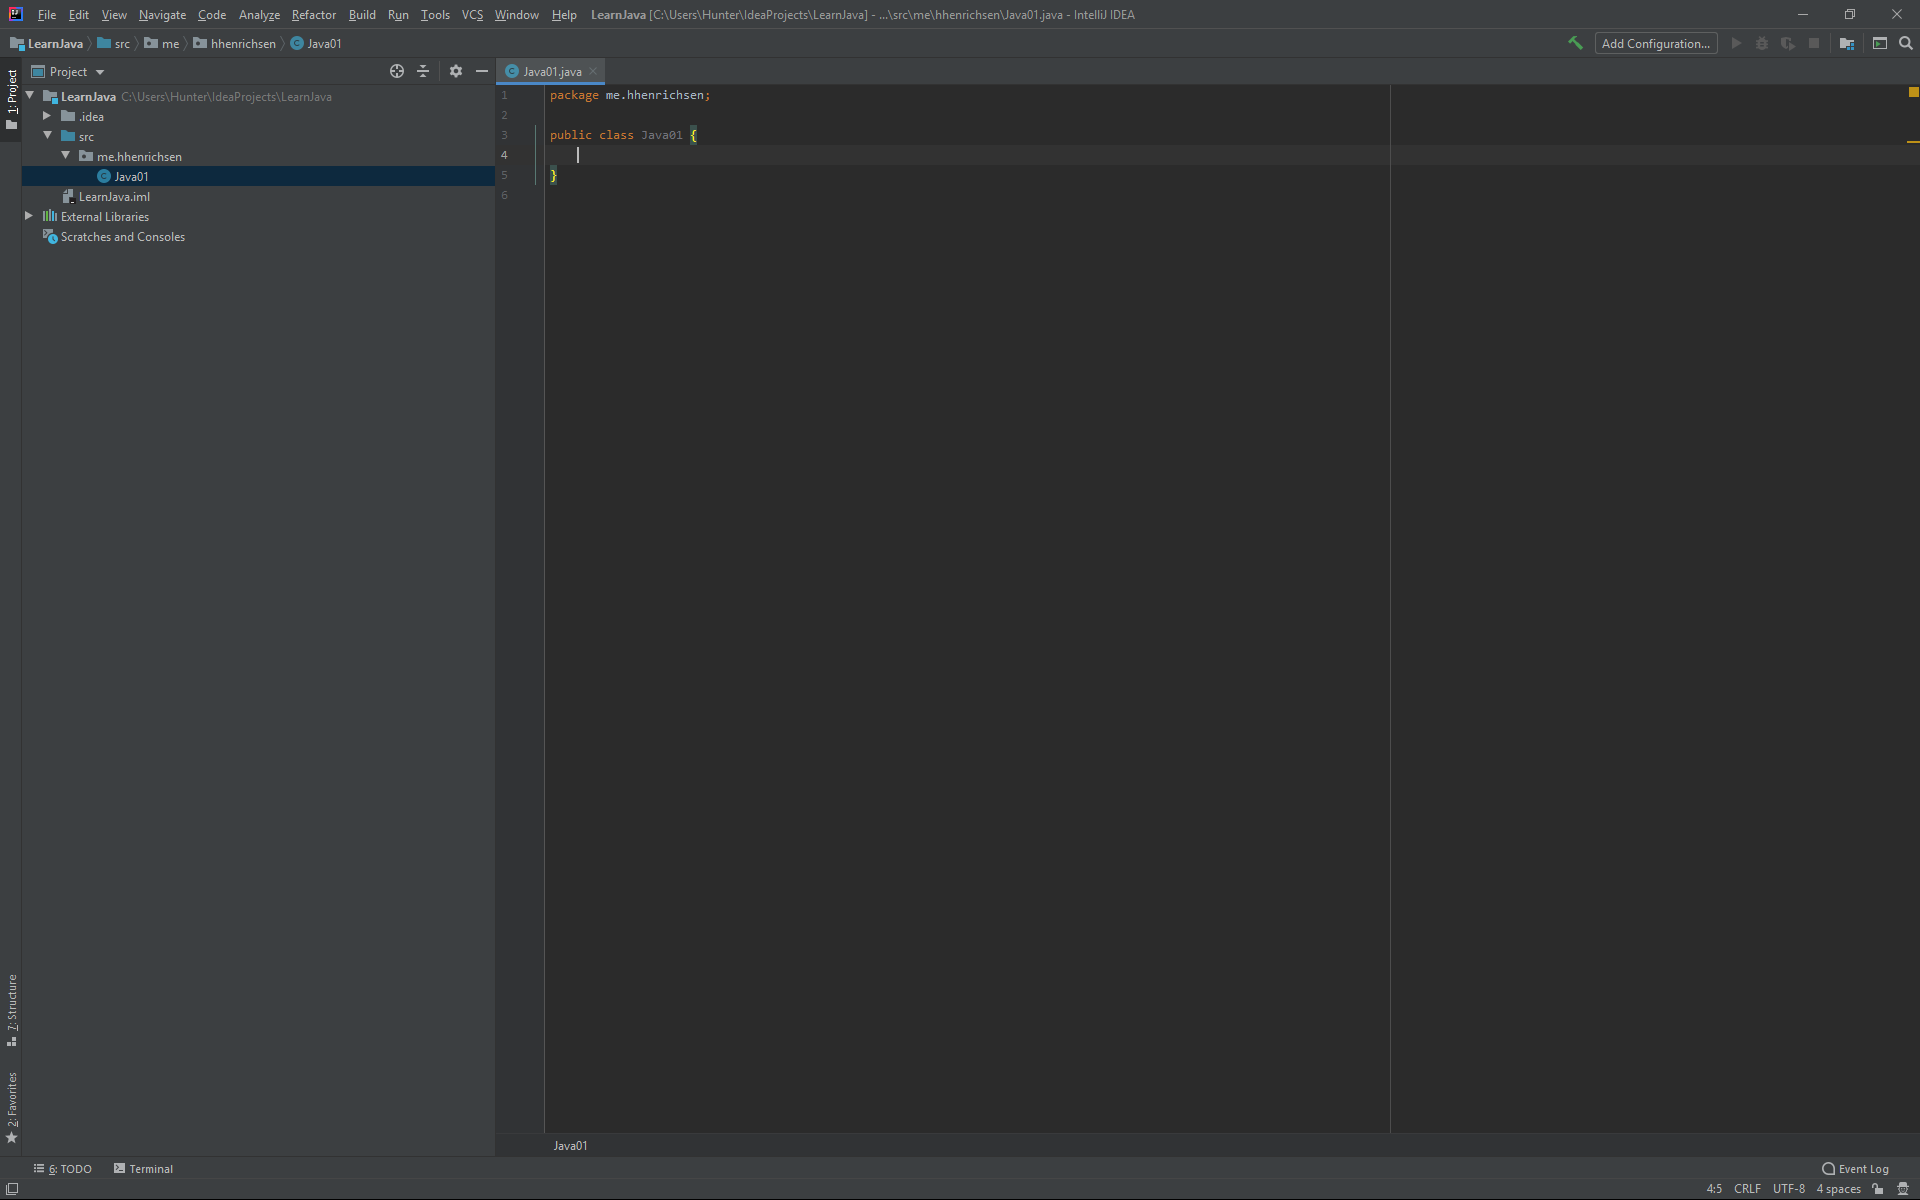 File Edit View Navigate Code Analyze Refactor Build Run Tools VCS Window Help LearnJava [C:\Users\Hunter\IdeaProjects\LearnJava] - ...\src\me\hhenrichsen\Java01.java - IntelliJ IDEA
LearnJava src me hhenrichsen Java01
Add Configuration...
1: Project
Project
LearnJava C:\Users\Hunter\IdeaProjects\LearnJava
.idea
src
me.hhenrichsen
Java01
LearnJava.iml
External Libraries
Scratches and Consoles
Java01.java
1 package me.hhenrichsen;
2
3 public class Java01 {
4
5 }
6
7: Structure
2: Favorites
Java01
6: TODO Terminal
Event Log
4:5 CRLF UTF-8 4 spaces